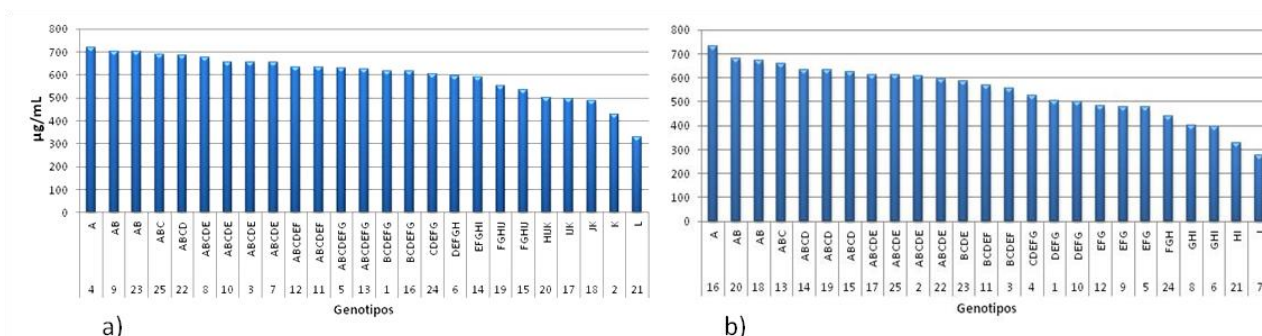 800
700
600
500
400
300
200
100
0
µg/mL
A AB AB ABC ABCD ABCDE ABCDE ABCDE ABCDE ABCDEF ABCDEF ABCDEFG ABCDEFG BCDEFG BCDEFG CDEFG DEFGH EFGHI FGHIJ FGHIJ HIJK IJK JK K L
4 9 23 25 22 8 10 3 7 12 11 5 13 1 16 24 6 14 19 15 20 17 18 2 21
Genotipos
a)
800
700
600
500
400
300
200
100
0
A AB AB ABC ABCD ABCD ABCD ABCDE ABCDE ABCDE ABCDE BCDE BCDEF BCDEF CDEFG DEFG DEFG EFG EFG EFG FGH GHI GHI HI
16 20 18 13 14 19 15 17 25 2 22 23 11 3 4 1 10 12 9 5 24 8 6 21 7
Genotipos
b)